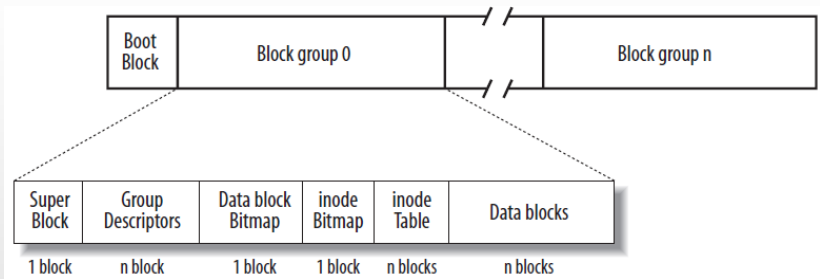 Boot
Block
Block group 0
Block group n
Super
Block
Group
Descriptors
Data block
Bitmap
inode
Bitmap
inode
Table
Data blocks
1 block
n block
1 block
1 block
n blocks
n blocks